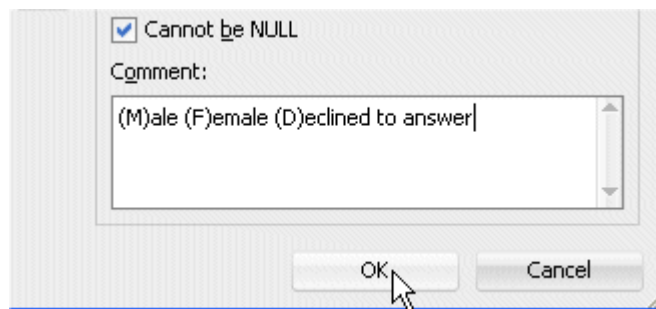 Cannot be NULL
Comment:
(M)ale (F)emale (D)eclined to answer
OK
Cancel